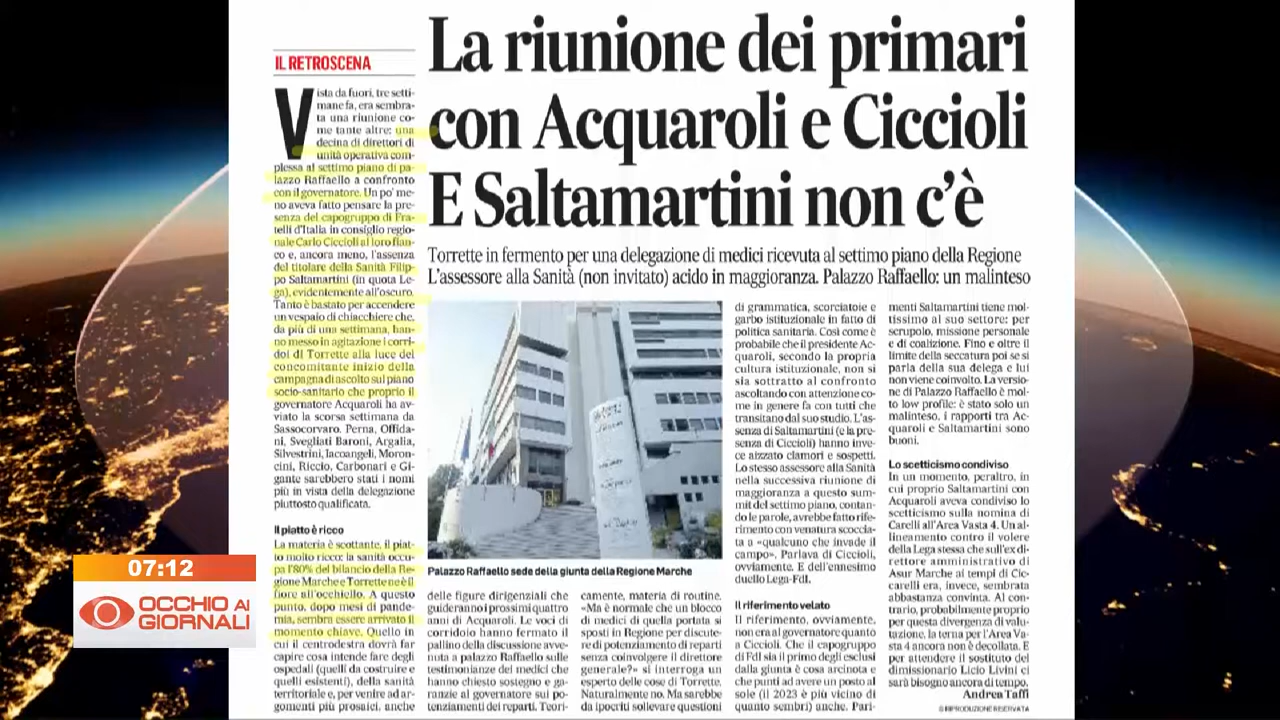 IL RETROSCENA
La riunione dei primari
con Acquaroli e Ciccioli
E Saltamartini non c'è
Torrette in fermento per una delegazione di medici ricevuta al settimo piano della Regione
L'assessore alla Sanità (non invitato) acido in maggioranza. Palazzo Raffaello: un malinteso
Vista da fuori, tre setti-
mane fa, era sembra-
ta una riunione co-
me tante altre: una
decina di direttori di
unità operativa com-
plessa al settimo piano di pa-
lazzo Raffaello a confronto
con il governatore. Un po' me-
no aveva fatto pensare la pre-
senza del capogruppo di Fra-
telli d'Italia in consiglio regio-
nale Carlo Ciccioli al loro fian-
co e, ancora meno, l'assenza
del titolare della Sanità Filip-
po Saltamartini (in quota Le-
ga), evidentemente all'oscuro.
Tanto è bastato per accendere
un vespaio di chiacchiere che,
da più di una settimana, han-
no messo in agitazione i corri-
doi di Torrette alla luce del
concomitante inizio della
campagna di ascolto sul piano
socio-sanitario che proprio il
governatore Acquaroli ha av-
viato la scorsa settimana da
Sassocorvaro. Perna, Offida-
ni, Svegliati Baroni, Argalia,
Silvestrini, Iacoangeli, Moron-
cini, Riccio, Carbonari e Gi-
gante sarebbero stati i nomi
più in vista della delegazione
piuttosto qualificata.
Il piatto è ricco
La materia è scottante, il piat-
to molto ricco: la sanità occu-
pa l'80% del bilancio della Re-
gione Marche e Torrette ne è il
fiore all'occhiello. A questo
punto, dopo mesi di pande-
mia, sembra essere arrivato il
momento chiave. Quello in
cui il centrodestra dovrà far
capire cosa intende fare degli
ospedali (quelli da costruire e
quelli esistenti), della sanità
territoriale e, per venire ad ar-
gomenti più prosaici, anche
Palazzo Raffaello sede della giunta della Regione Marche
delle figure dirigenziali che
guideranno i prossimi quattro
anni di Acquaroli. Le voci di
corridoio hanno fermato il
pallino della discussione avve-
nuta a palazzo Raffaello sulle
testimonianze dei medici che
hanno chiesto sostegno e ga-
ranzie al governatore sui po-
tenziamenti dei reparti. Teori-
camente, materia di routine.
«Ma è normale che un blocco
di medici di quella portata si
sposti in Regione per discute-
re di potenziamento di reparti
senza coinvolgere il direttore
generale?» si interroga un
esperto delle cose di Torrette.
Naturalmente no. Ma sarebbe
da ipocriti sollevare questioni
di grammatica, scorciatoie e
garbo istituzionale in fatto di
politica sanitaria. Così come è
probabile che il presidente Ac-
quaroli, secondo la propria
cultura istituzionale, non si
sia sottratto al confronto
ascoltando con attenzione co-
me in genere fa con tutti che
transitano dal suo studio. L'as-
senza di Saltamartini (e la pre-
senza di Ciccioli) hanno inve-
ce aizzato clamori e sospetti.
Lo stesso assessore alla Sanità
nella successiva riunione di
maggioranza a questo sum-
mit del settimo piano, contan-
do le parole, avrebbe fatto rife-
rimento con venatura scoccia-
ta a «qualcuno che invade il
campo». Parlava di Ciccioli,
ovviamente. E dell'ennesimo
duello Lega-FdI.
Il riferimento velato
Il riferimento, ovviamente,
non era al governatore quanto
a Ciccioli. Che il capogruppo
di FdI sia il primo degli esclusi
dalla giunta è cosa arcinota e
che punti ad avere un posto al
sole (il 2023 è più vicino di
quanto sembri) anche. Pari-
menti Saltamartini tiene mol-
tissimo al suo settore: per
scrupolo, missione personale
e di coalizione. Fino e oltre il
limite della seccatura poi se si
parla della sua delega e lui
non viene coinvolto. La versio-
ne di Palazzo Raffaello è mol-
to low profile: è stato solo un
malinteso, i rapporti tra Ac-
quaroli e Saltamartini sono
buoni.
Lo scetticismo condiviso
In un momento, peraltro, in
cui proprio Saltamartini con
Acquaroli aveva condiviso lo
scetticismo sulla nomina di
Carelli all'Area Vasta 4. Un al-
lineamento contro il volere
della Lega stessa che sull'ex di-
rettore amministrativo di
Asur Marche ai tempi di Cic-
carelli era, invece, sembrata
abbastanza convinta. Al con-
trario, probabilmente proprio
per questa divergenza di valu-
tazione, la terna per l'Area Va-
sta 4 ancora non è decollata. E
per attendere il sostituto del
dimissionario Licio Livini ci
sarà bisogno ancora di tempo.
Andrea Taffi
© RIPRODUZIONE RISERVATA
07:12
OCCHIO AI
GIORNALI